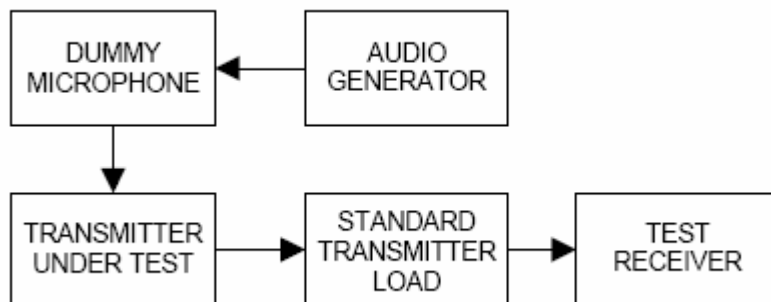 DUMMY
MICROPHONE
AUDIO
GENERATOR
TRANSMITTER
UNDER TEST
STANDARD
TRANSMITTER
LOAD
TEST
RECEIVER